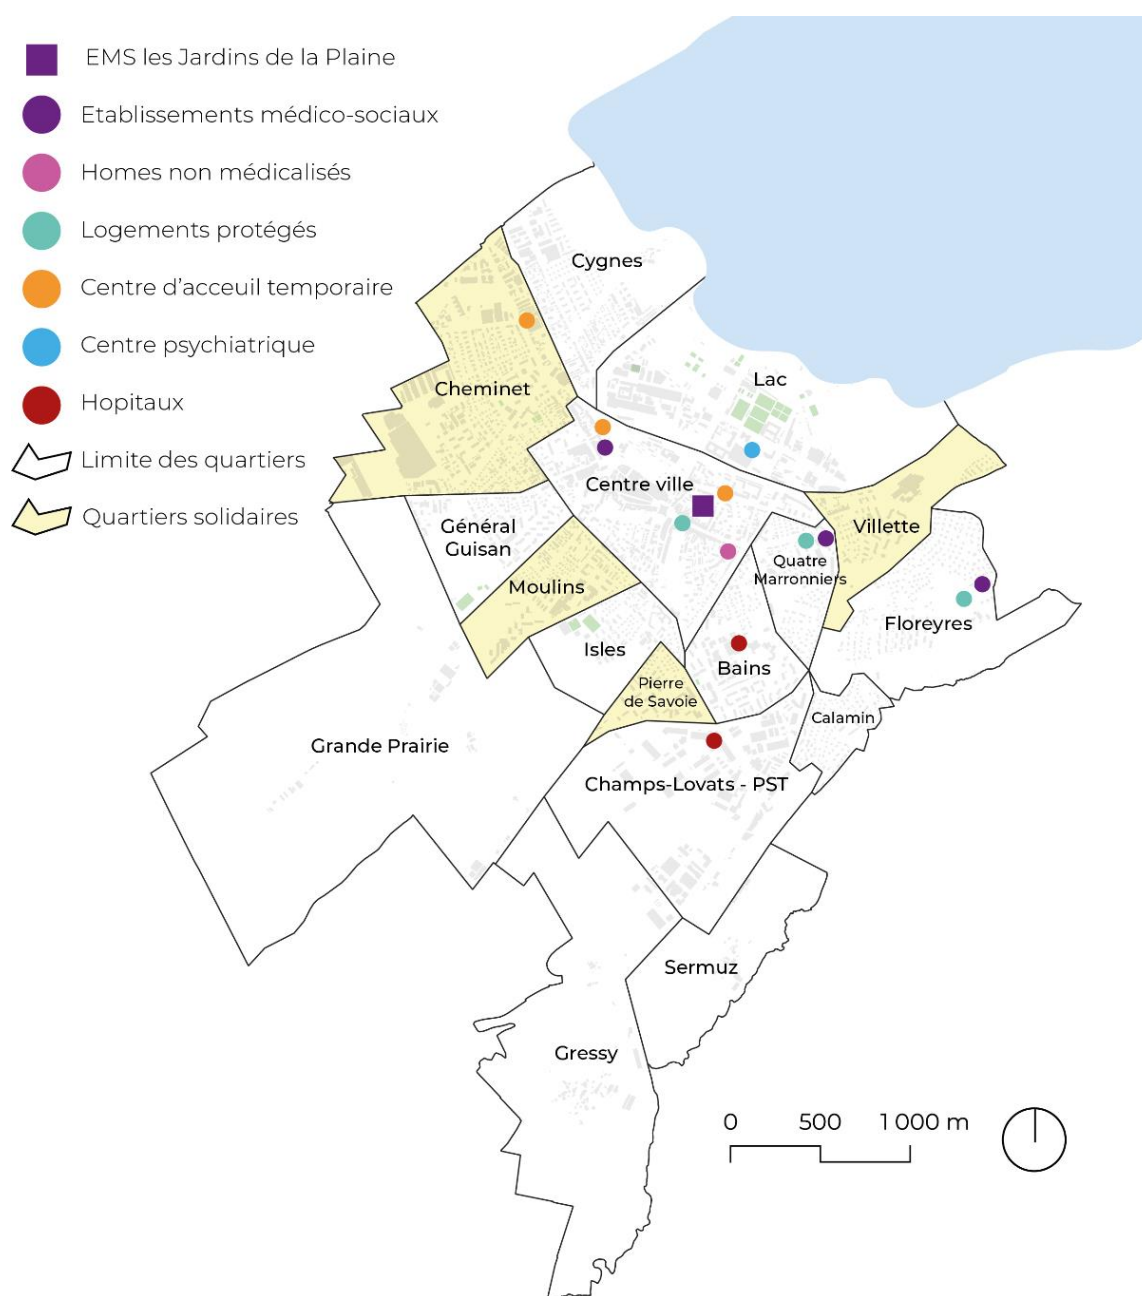 EMS les Jardins de la Plaine
Etablissements médico-sociaux
Homes non médicalisés
Logements protégés
Centre d'acceuil temporaire
Centre psychiatrique
Hopitaux
Limite des quartiers
Quartiers solidaires
Cygnes
Lac
Cheminet
Centre ville
Général
Guisan
Villette
Quatre
Marronniers
Moulins
Floreyres
Isles
Bains
Pierre
de Savoie
Calamin
Grande Prairie
Champs-Lovats - PST
Sermuz
Gressy
0 500 1 000 m